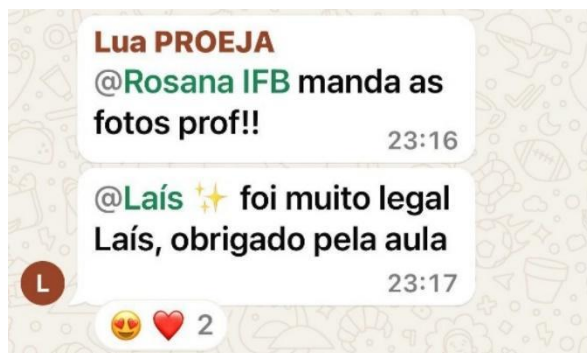 Lua PROEJA
@Rosana IFB manda as
fotos prof!!
23:16
@Laís ✨ foi muito legal
Laís, obrigado pela aula
23:17
L
😍 ❤️ 2